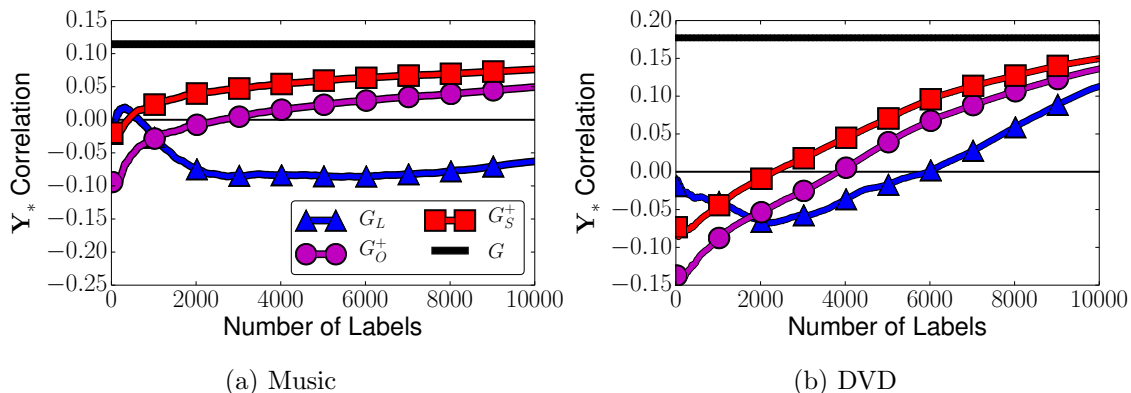 0.15
0.10
0.05
0.00
−0.05
−0.10
−0.15
−0.20
−0.25
Y* Correlation
0 2000 4000 6000 8000 10000
Number of Labels
G_L
G_O^+
G_S^+
G
(a) Music
0.20
0.15
0.10
0.05
0.00
−0.05
−0.10
−0.15
Y* Correlation
0 2000 4000 6000 8000 10000
Number of Labels
(b) DVD